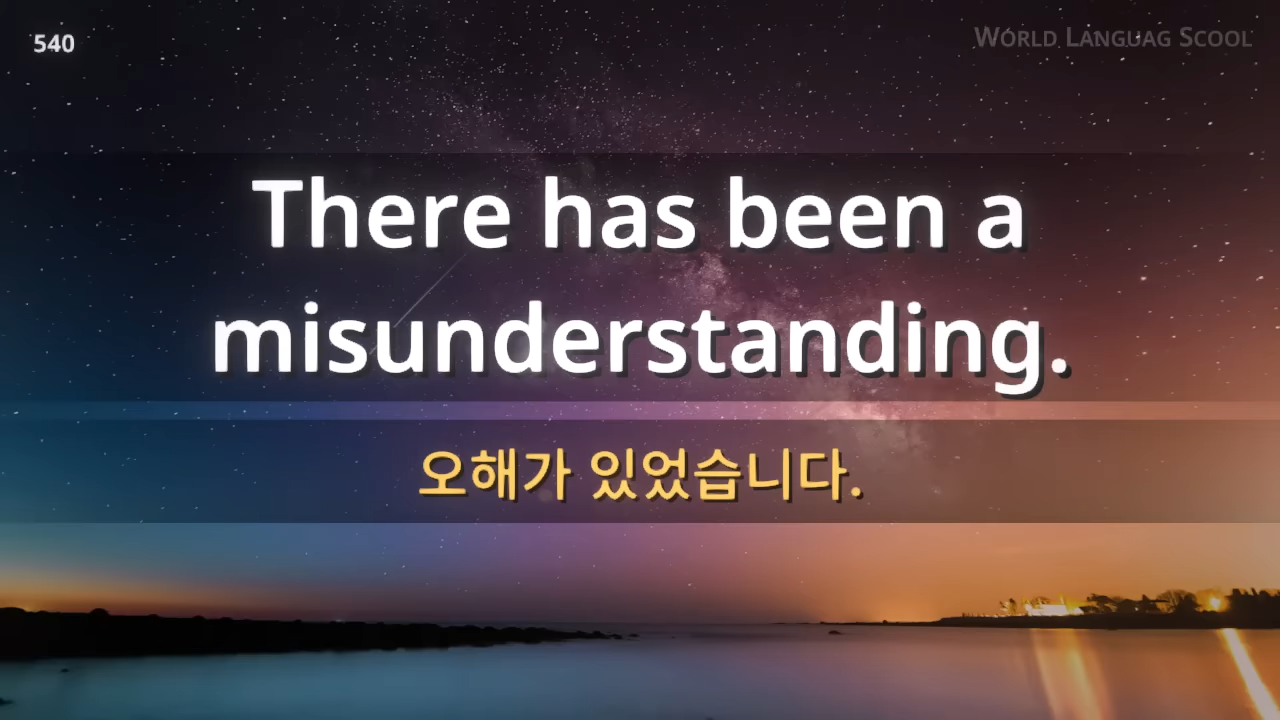 540
WORLD LANGUAG SCOOL
There has been a
misunderstanding.
오해가 있었습니다.